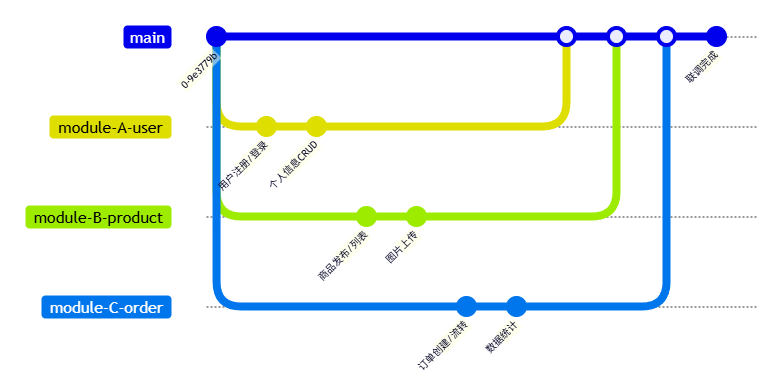 main
0-9e3779b
联调完成
module-A-user
用户注册/登录
个人信息CRUD
module-B-product
商品发布/列表
图片上传
module-C-order
订单创建/流转
数据统计